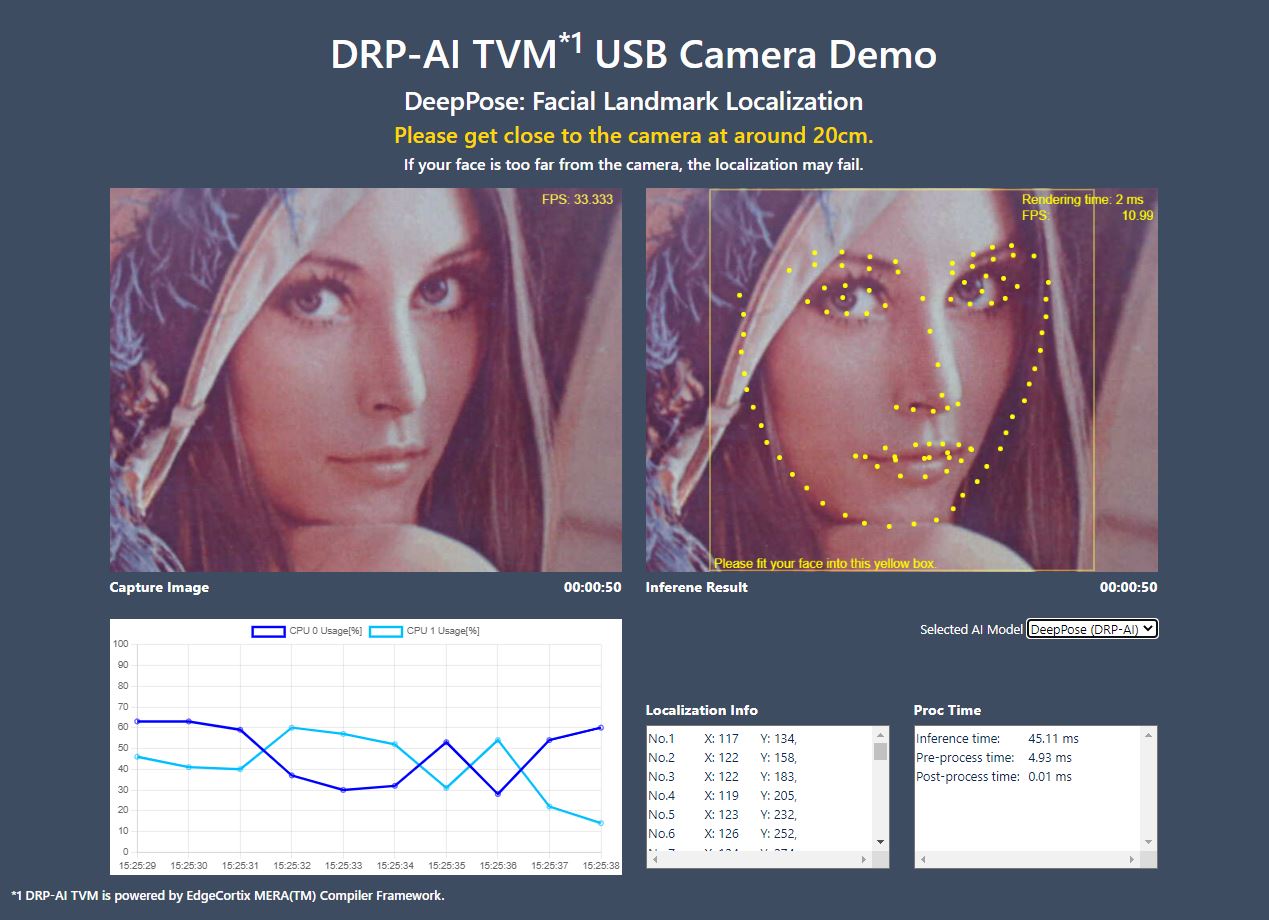 DRP-AI TVM*1 USB Camera Demo
DeepPose: Facial Landmark Localization
Please get close to the camera at around 20cm.
If your face is too far from the camera, the localization may fail.
FPS: 33.333
Rendering time: 2 ms
FPS: 10.99
Please fit your face into this yellow box.
Capture Image 00:00:50
Inferene Result 00:00:50
CPU 0 Usage[%] CPU 1 Usage[%]
100
90
80
70
60
50
40
30
20
10
0
15:25:29 15:25:30 15:25:31 15:25:32 15:25:33 15:25:34 15:25:35 15:25:36 15:25:37 15:25:38
Selected AI Model DeepPose (DRP-AI)
Localization Info
No.1 X: 117 Y: 134,
No.2 X: 122 Y: 158,
No.3 X: 122 Y: 183,
No.4 X: 119 Y: 205,
No.5 X: 123 Y: 232,
No.6 X: 126 Y: 252,
Proc Time
Inference time: 45.11 ms
Pre-process time: 4.93 ms
Post-process time: 0.01 ms
*1 DRP-AI TVM is powered by EdgeCortix MERA(TM) Compiler Framework.